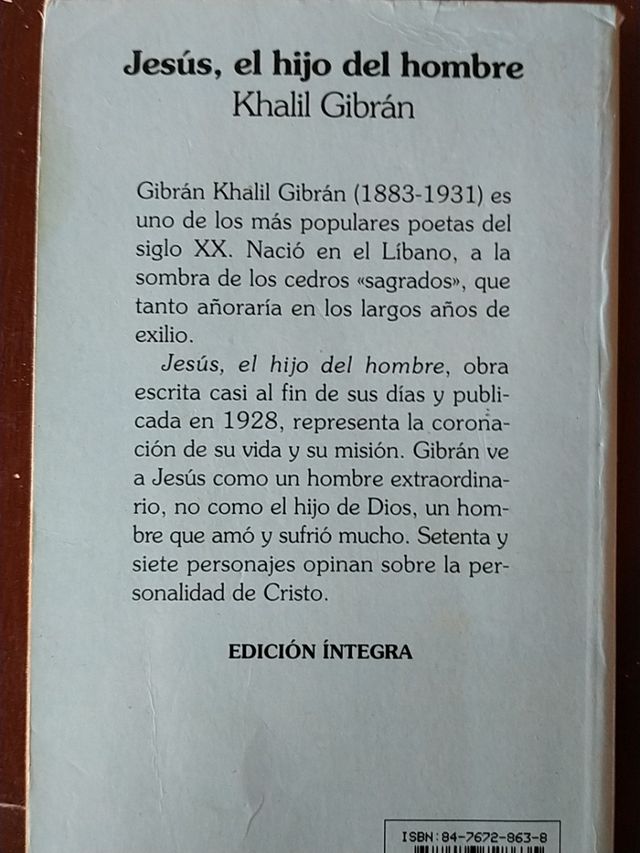 Jesús, el hijo del hombre
Khalil Gibrán
Gibrán Khalil Gibrán (1883-1931) es
uno de los más populares poetas del
siglo XX. Nació en el Líbano, a la
sombra de los cedros «sagrados», que
tanto añoraría en los largos años de
exilio.
Jesús, el hijo del hombre, obra
escrita casi al fin de sus días y publi-
cada en 1928, representa la corona-
ción de su vida y su misión. Gibrán ve
a Jesús como un hombre extraordina-
rio, no como el hijo de Dios, un hom-
bre que amó y sufrió mucho. Setenta y
siete personajes opinan sobre la per-
sonalidad de Cristo.
EDICIÓN ÍNTEGRA
ISBN:84-7672-863-8